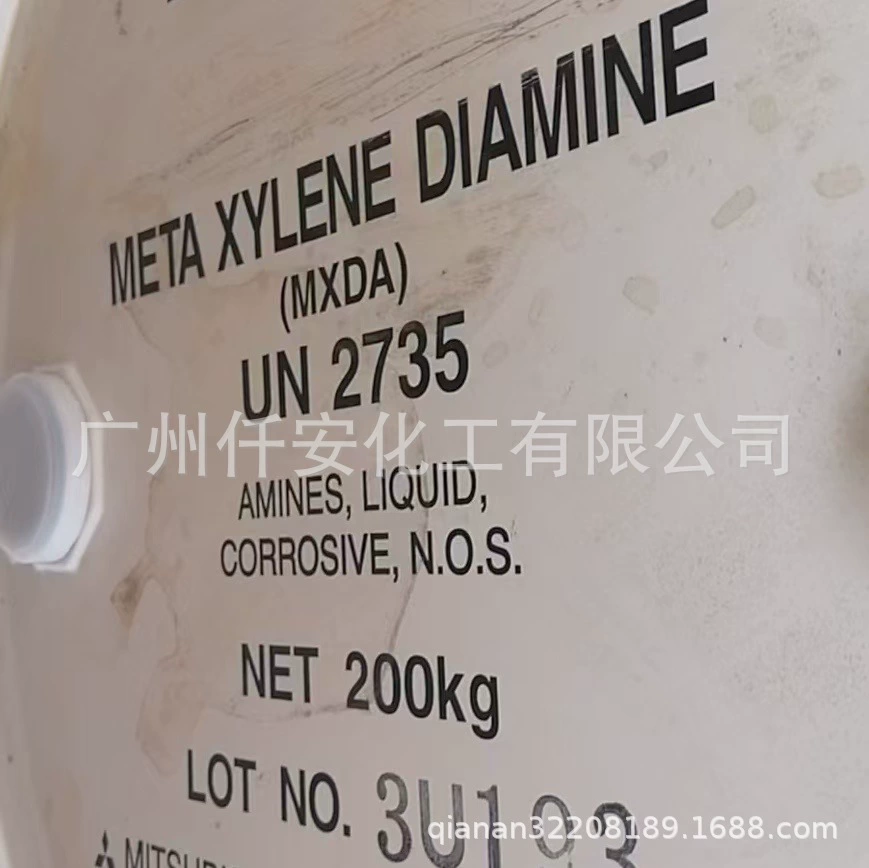 META XYLENE DIAMINE
(MXDA)
UN 2735
广州仟安化工有限公司
AMINES, LIQUID,
CORROSIVE, N.O.S.
NET 200kg
LOT NO.
qianan32208189.1688.com